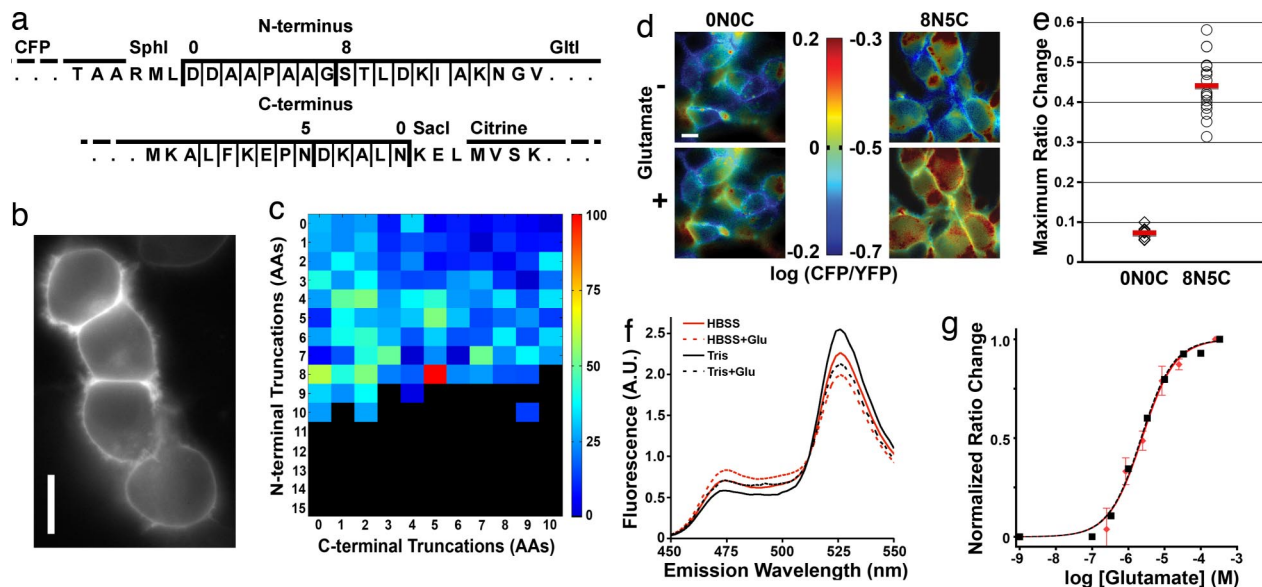 a
N-terminus
CFP SphI 0 8 GltI
. . . T A A R M L D D A A P A A G S T L D K I A K N G V . . .
C-terminus
5 0 SacI Citrine
. . . M K A L F K E P N D K A L N K E L M V S K . . .
b
c
N-terminal Truncations (AAs)
0
1
2
3
4
5
6
7
8
9
10
11
12
13
14
15
0 1 2 3 4 5 6 7 8 9 10
C-terminal Truncations (AAs)
100
75
50
25
0
d
0N0C 8N5C
Glutamate
-
+
0.2 -0.3
0 -0.5
-0.2 -0.7
log (CFP/YFP)
e
Maximum Ratio Change
0.6
0.5
0.4
0.3
0.2
0.1
0
0N0C 8N5C
f
Fluorescence (A.U.)
2.5
2.0
1.5
1.0
0.5
0.0
HBSS
HBSS+Glu
Tris
Tris+Glu
450 475 500 525 550
Emission Wavelength (nm)
g
Normalized Ratio Change
1.0
0.5
0
-9 -8 -7 -6 -5 -4 -3
log [Glutamate] (M)